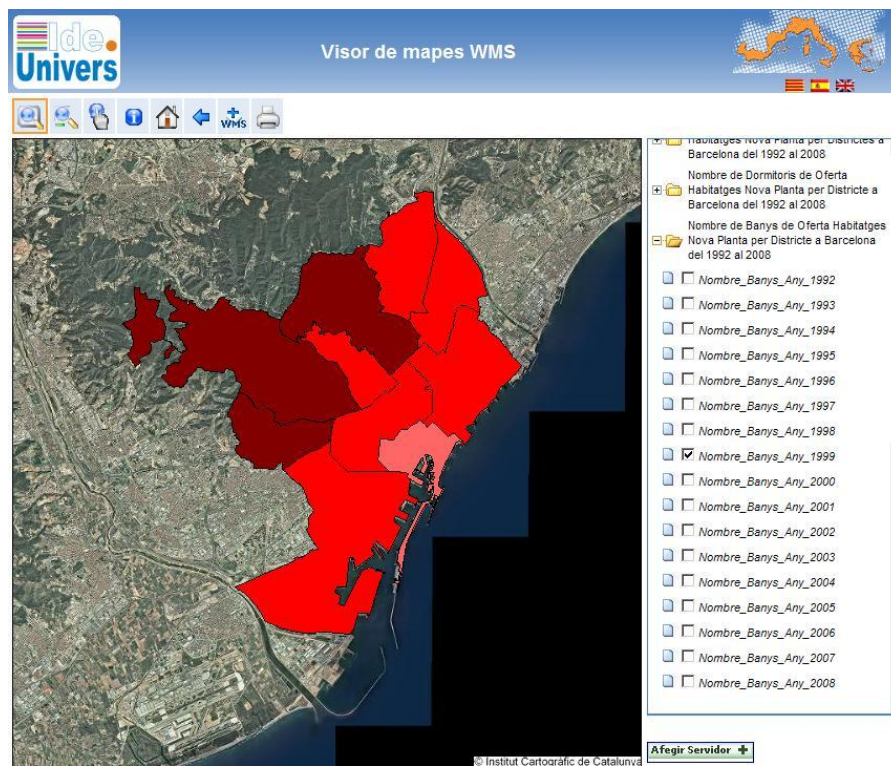 Ide.
Univers
Visor de mapes WMS
WMS
Habitatges Nova Planta per Districtes a
Barcelona del 1992 al 2008
Nombre de Dormitoris de Oferta
Habitatges Nova Planta per Districte a
Barcelona del 1992 al 2008
Nombre de Banys de Oferta Habitatges
Nova Planta per Districte a Barcelona
del 1992 al 2008
Nombre_Banys_Any_1992
Nombre_Banys_Any_1993
Nombre_Banys_Any_1994
Nombre_Banys_Any_1995
Nombre_Banys_Any_1996
Nombre_Banys_Any_1997
Nombre_Banys_Any_1998
Nombre_Banys_Any_1999
Nombre_Banys_Any_2000
Nombre_Banys_Any_2001
Nombre_Banys_Any_2002
Nombre_Banys_Any_2003
Nombre_Banys_Any_2004
Nombre_Banys_Any_2005
Nombre_Banys_Any_2006
Nombre_Banys_Any_2007
Nombre_Banys_Any_2008
© Institut Cartogràfic de Catalunya
Afegir Servidor